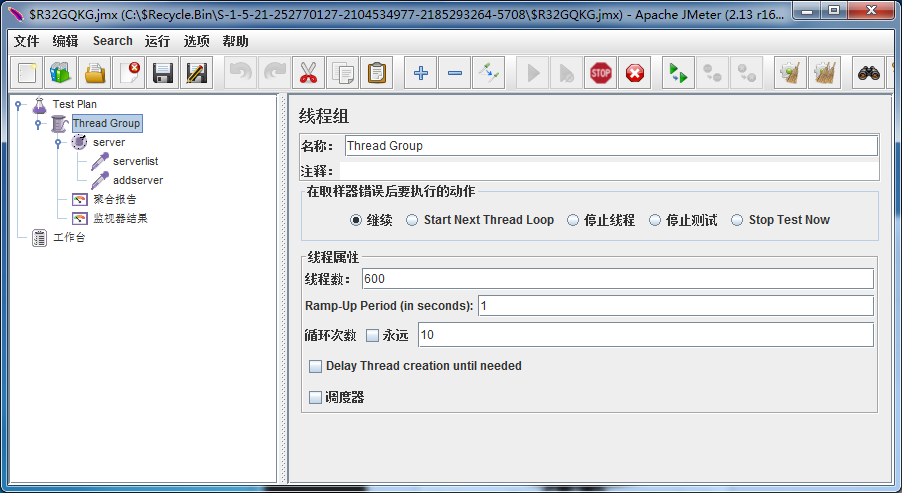 $R32GQKG.jmx (C:\$Recycle.Bin\S-1-5-21-252770127-2104534977-2185293264-5708\$R32GQKG.jmx) - Apache JMeter (2.13 r16...
文件 编辑 Search 运行 选项 帮助
STOP
Test Plan
Thread Group
server
serverlist
addserver
聚合报告
监视器结果
工作台
线程组
名称: Thread Group
注释:
在取样器错误后要执行的动作
继续 Start Next Thread Loop 停止线程 停止测试 Stop Test Now
线程属性
线程数: 600
Ramp-Up Period (in seconds): 1
循环次数 永远 10
Delay Thread creation until needed
调度器